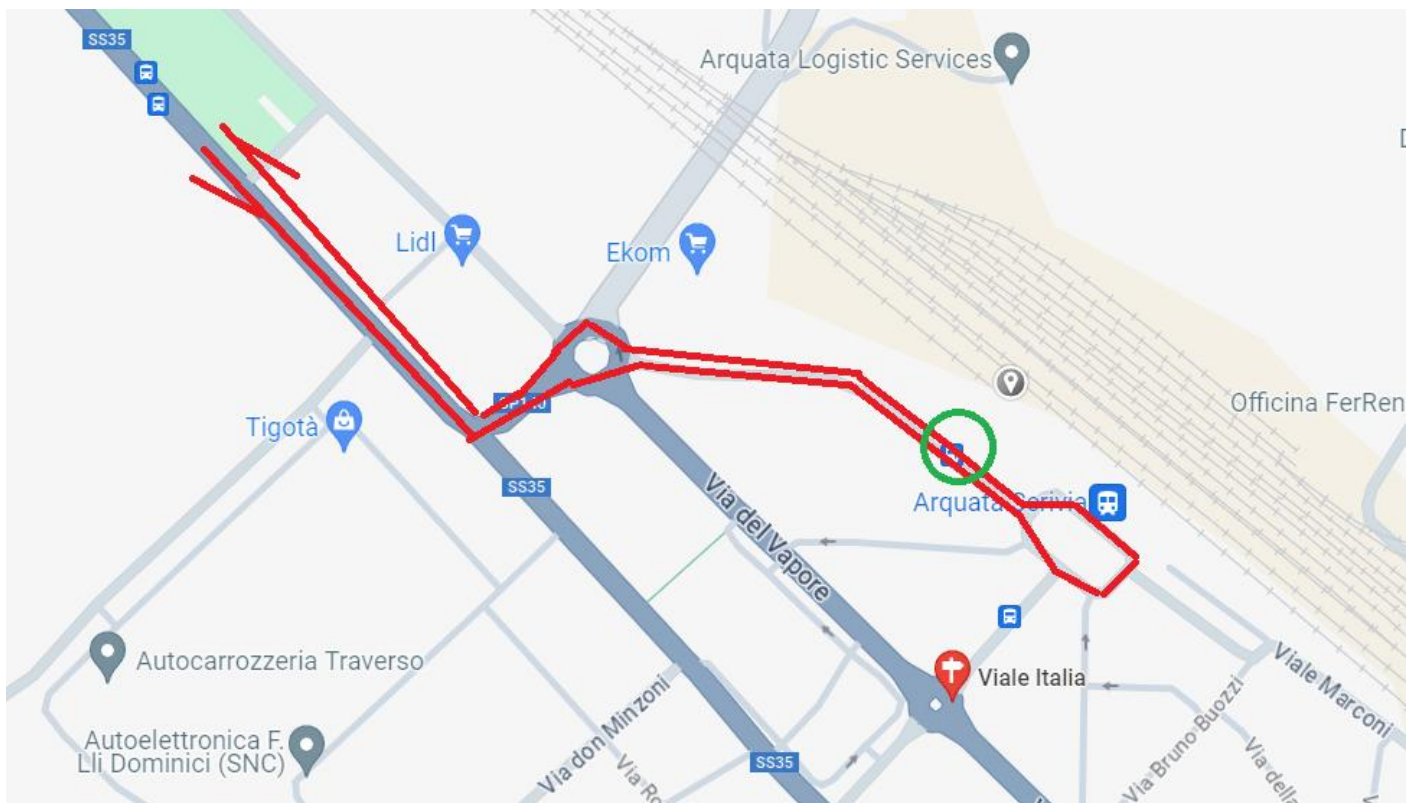 SS35
Arquata Logistic Services
Lidl
Ekom
Officina FerRen
Tigotà
SS35
Arquata Scrivia
Via del Vapore
Autocarrozzeria Traverso
Viale Italia
Viale Marconi
Via Bruno Buozzi
Via don Minzoni
Autoelettronica F.
Lli Dominici (SNC)
SS35